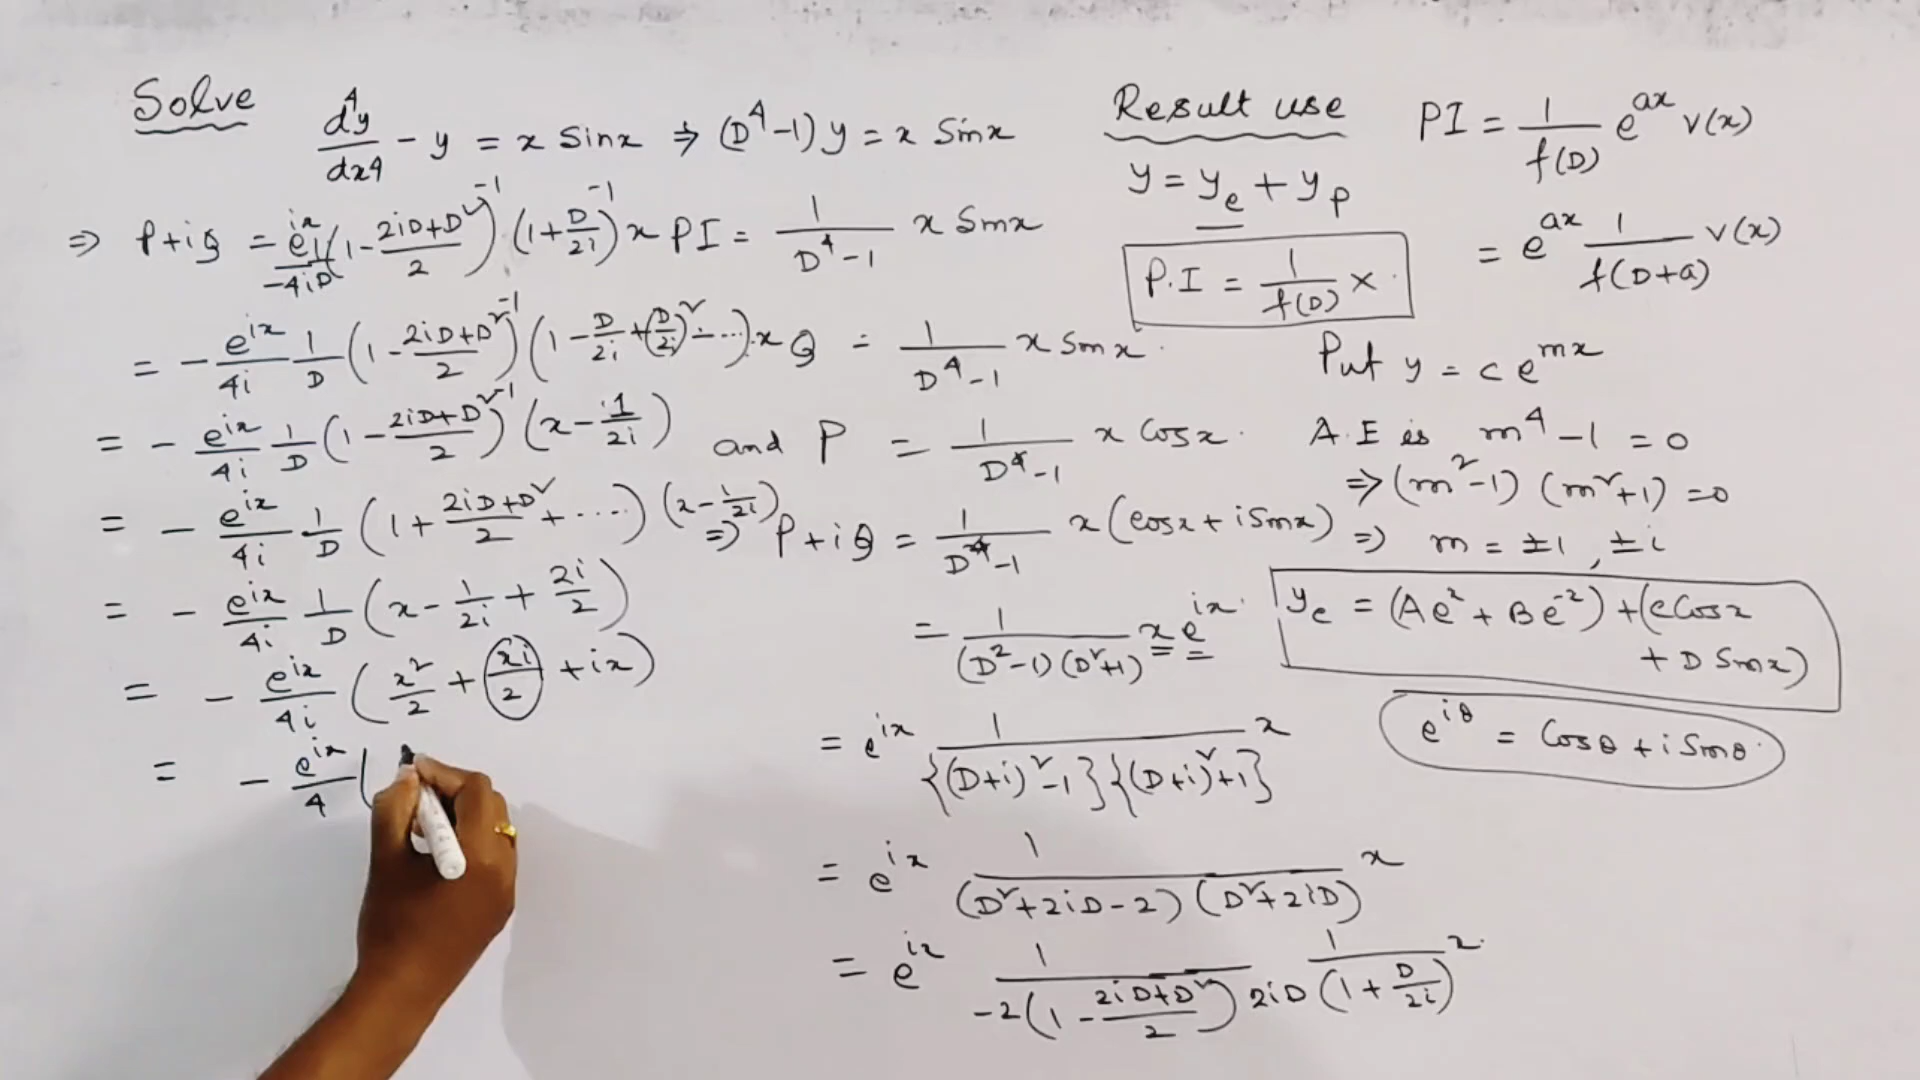 Solve d⁴y/dx4 - y = x Sinx ⇒ (D⁴-1) y = x Sinx
⇒ P+iQ = e^ix 1/-4iD (1 - 2iD+D²/2)^-1 (1 + D/2i)^-1 x
= - e^ix/4i 1/D (1 - 2iD+D²/2)^-1 (1 - D/2i + (D/2i)² - ....) x
= - e^ix/4i 1/D (1 - 2iD+D²/2)^-1 (x - 1/2i)
= - e^ix/4i 1/D (1 + 2iD+D²/2 + ....) (x - 1/2i)
= - e^ix/4i 1/D (x - 1/2i + 2i/2)
= - e^ix/4i (x²/2 + xi/2 + ix)
= - e^ix/4 (
PI = 1/D⁴-1 x Sinx
Q = 1/D⁴-1 x Sinx.
and P = 1/D⁴-1 x Cosx.
⇒ P+iQ = 1/D⁴-1 x (cosx + i Sinx)
= 1/(D²-1)(D²+1) x e^ix.
= e^ix 1/{(D+i)²-1}{(D+i)²+1} x
= e^ix 1/(D²+2iD-2)(D²+2iD) x
= e^ix 1/-2(1 - 2iD+D²/2) 1/2iD(1 + D/2i) x.
Result use
y = yc + yp
P.I = 1/f(D) X.
PI = 1/f(D) e^ax v(x)
= e^ax 1/f(D+a) v(x)
Put y = c e^mx
A.E is m⁴ - 1 = 0
⇒ (m²-1) (m²+1) = 0
⇒ m = ±1, ±i
yc = (Ae^x + Be^-x) + (cCosx
+ D Sinx)
e^iθ = Cosθ + i Sinθ.